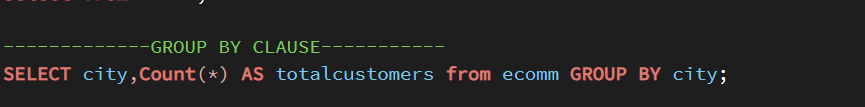 -------------GROUP BY CLAUSE-----------
SELECT city,Count(*) AS totalcustomers from ecomm GROUP BY city;